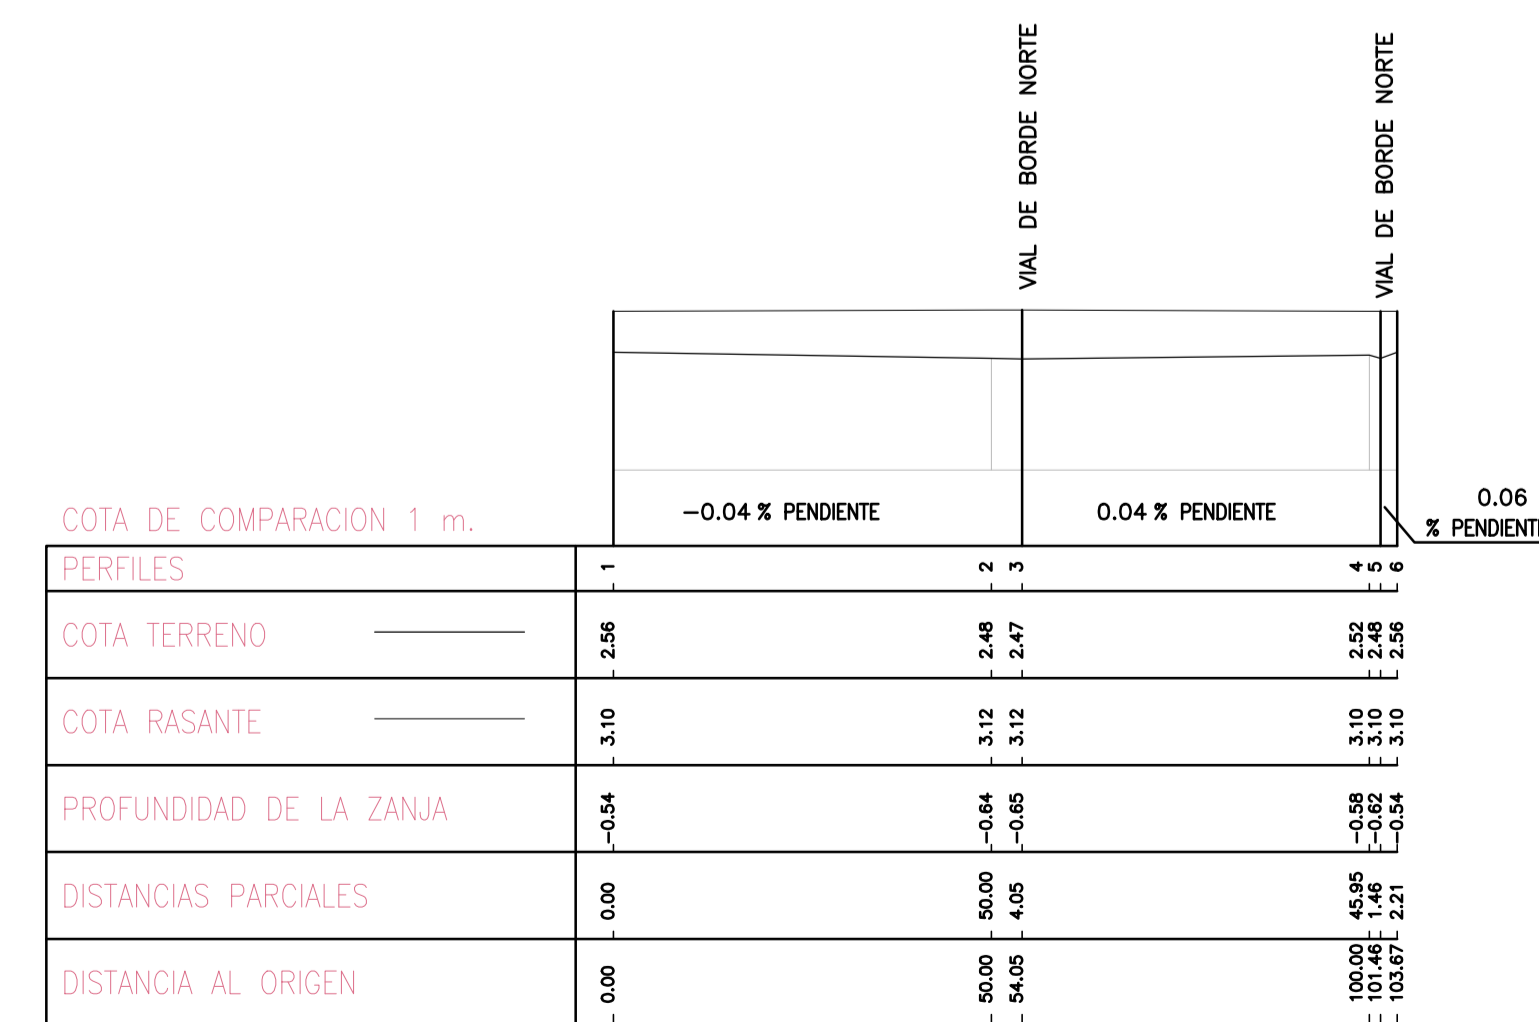 VIAL DE BORDE NORTE
VIAL DE BORDE NORTE
−0.04 % PENDIENTE
0.04 % PENDIENTE
0.06
% PENDIENTE
COTA DE COMPARACION 1 m.
PERFILES 1 2 3 4 5 6
COTA TERRENO 2.56 2.48 2.47 2.52 2.48 2.56
COTA RASANTE 3.10 3.12 3.12 3.10 3.10 3.10
PROFUNDIDAD DE LA ZANJA −0.54 −0.64 −0.65 −0.58 −0.62 −0.54
DISTANCIAS PARCIALES 0.00 50.00 4.05 45.95 1.46 2.21
DISTANCIA AL ORIGEN 0.00 50.00 54.05 100.00 101.46 103.67